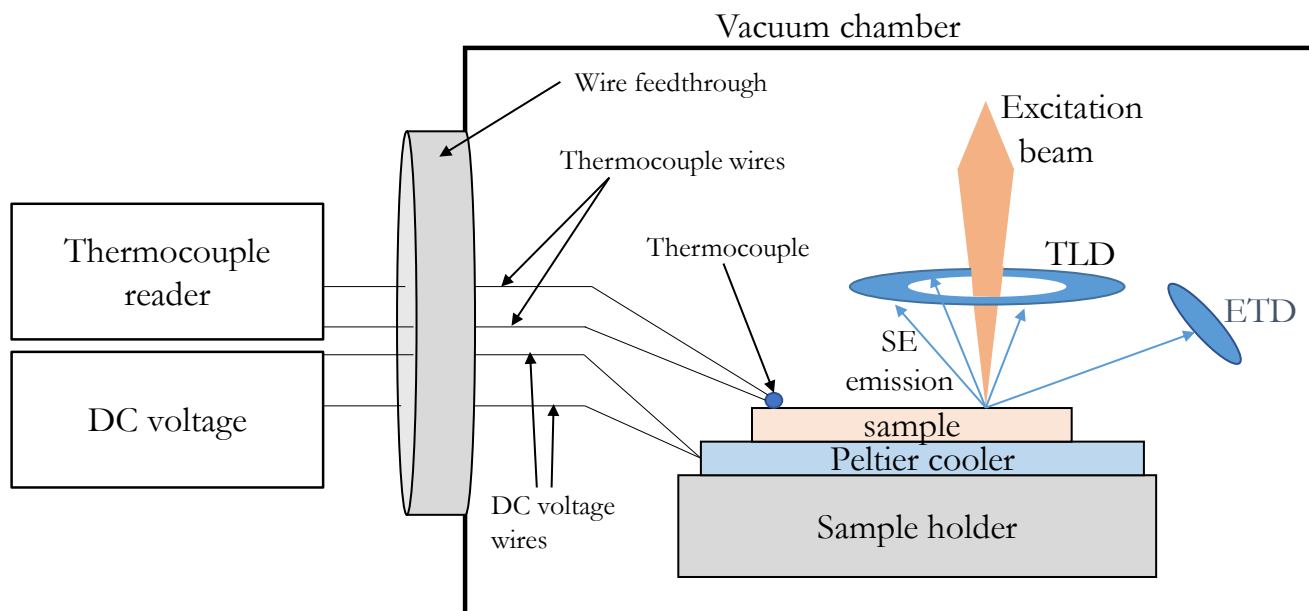 Vacuum chamber
Wire feedthrough
Excitation
beam
Thermocouple wires
Thermocouple
reader
Thermocouple
TLD
ETD
SE
emission
DC voltage
sample
Peltier cooler
DC voltage
wires
Sample holder